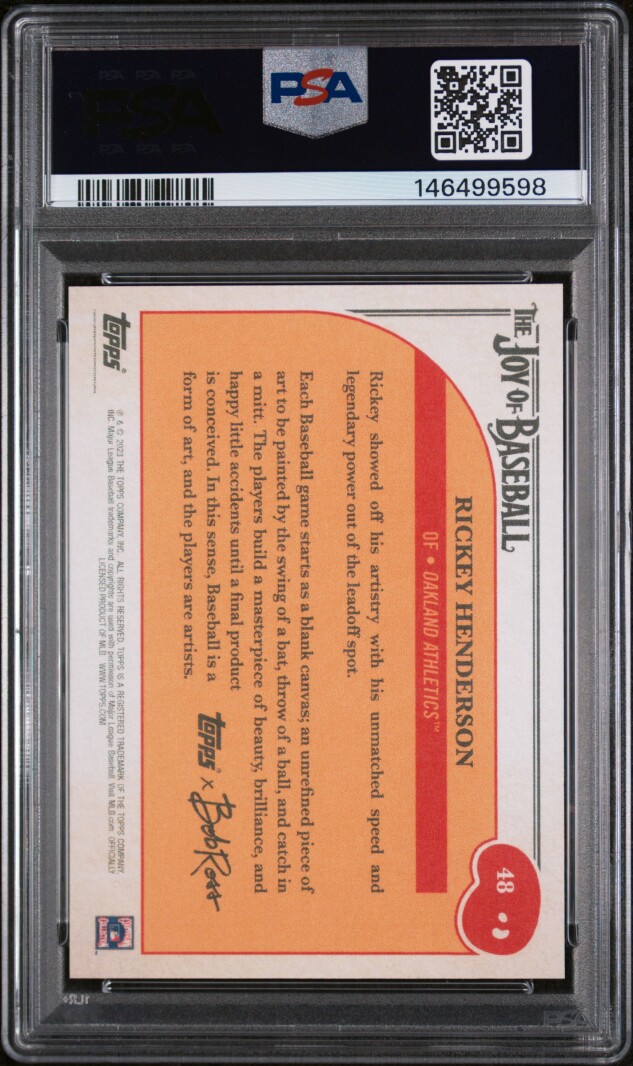 PSA
146499598
THE JOY OF BASEBALL
RICKEY HENDERSON
48
OF • OAKLAND ATHLETICS™
Rickey showed off his artistry with his unmatched speed and
legendary power out of the leadoff spot.
Each Baseball game starts as a blank canvas; an unrefined piece of
art to be painted by the swing of a bat, throw of a ball, and catch in
a mitt. The players build a masterpiece of beauty, brilliance, and
happy little accidents until a final product
is conceived. In this sense, Baseball is a
form of art, and the players are artists.
topps® x Bob Ross
topps®
® & © 2023 THE TOPPS COMPANY, INC. ALL RIGHTS RESERVED. TOPPS IS A REGISTERED TRADEMARK OF THE TOPPS COMPANY,
INC. Major League Baseball trademarks and copyrights are used with permission of Major League Baseball. Visit MLB.com. OFFICIALLY
LICENSED PRODUCT OF MLB. WWW.TOPPS.COM